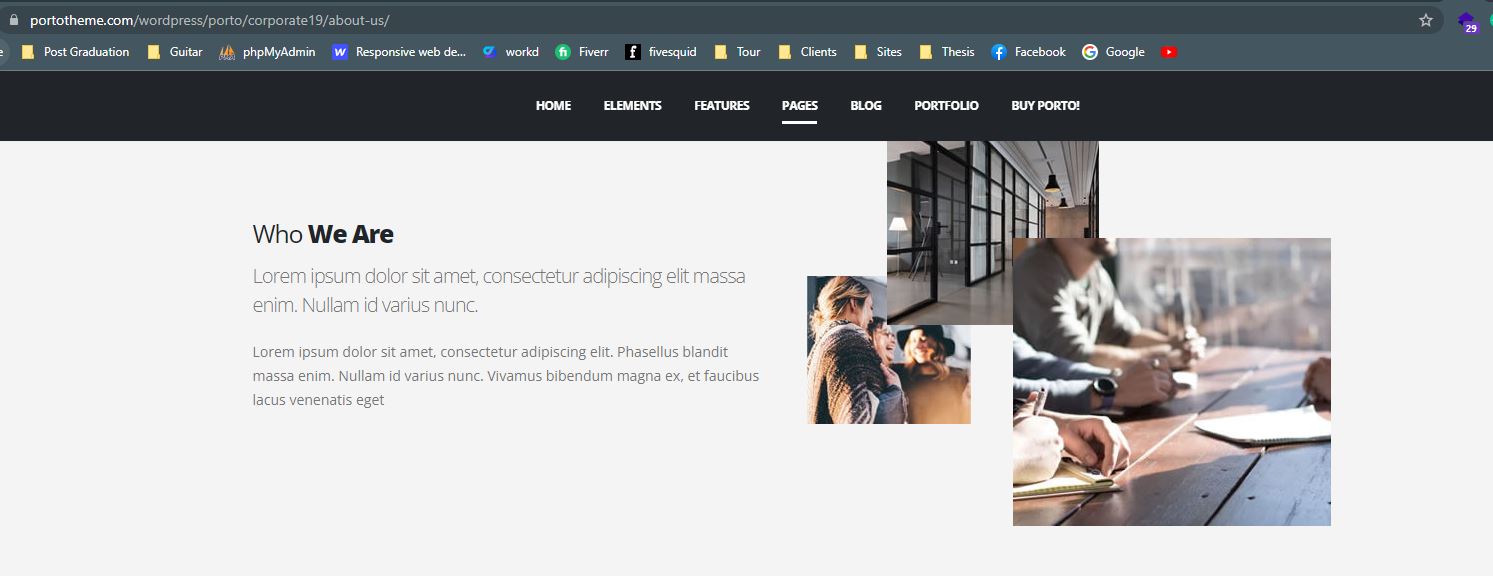 portotheme.com/wordpress/porto/corporate19/about-us/
29
e Post Graduation Guitar phpMyAdmin W Responsive web de... workd fi Fiverr f fivesquid Tour Clients Sites Thesis Facebook Google
HOME ELEMENTS FEATURES PAGES BLOG PORTFOLIO BUY PORTO!
Who We Are
Lorem ipsum dolor sit amet, consectetur adipiscing elit massa
enim. Nullam id varius nunc.
Lorem ipsum dolor sit amet, consectetur adipiscing elit. Phasellus blandit
massa enim. Nullam id varius nunc. Vivamus bibendum magna ex, et faucibus
lacus venenatis eget